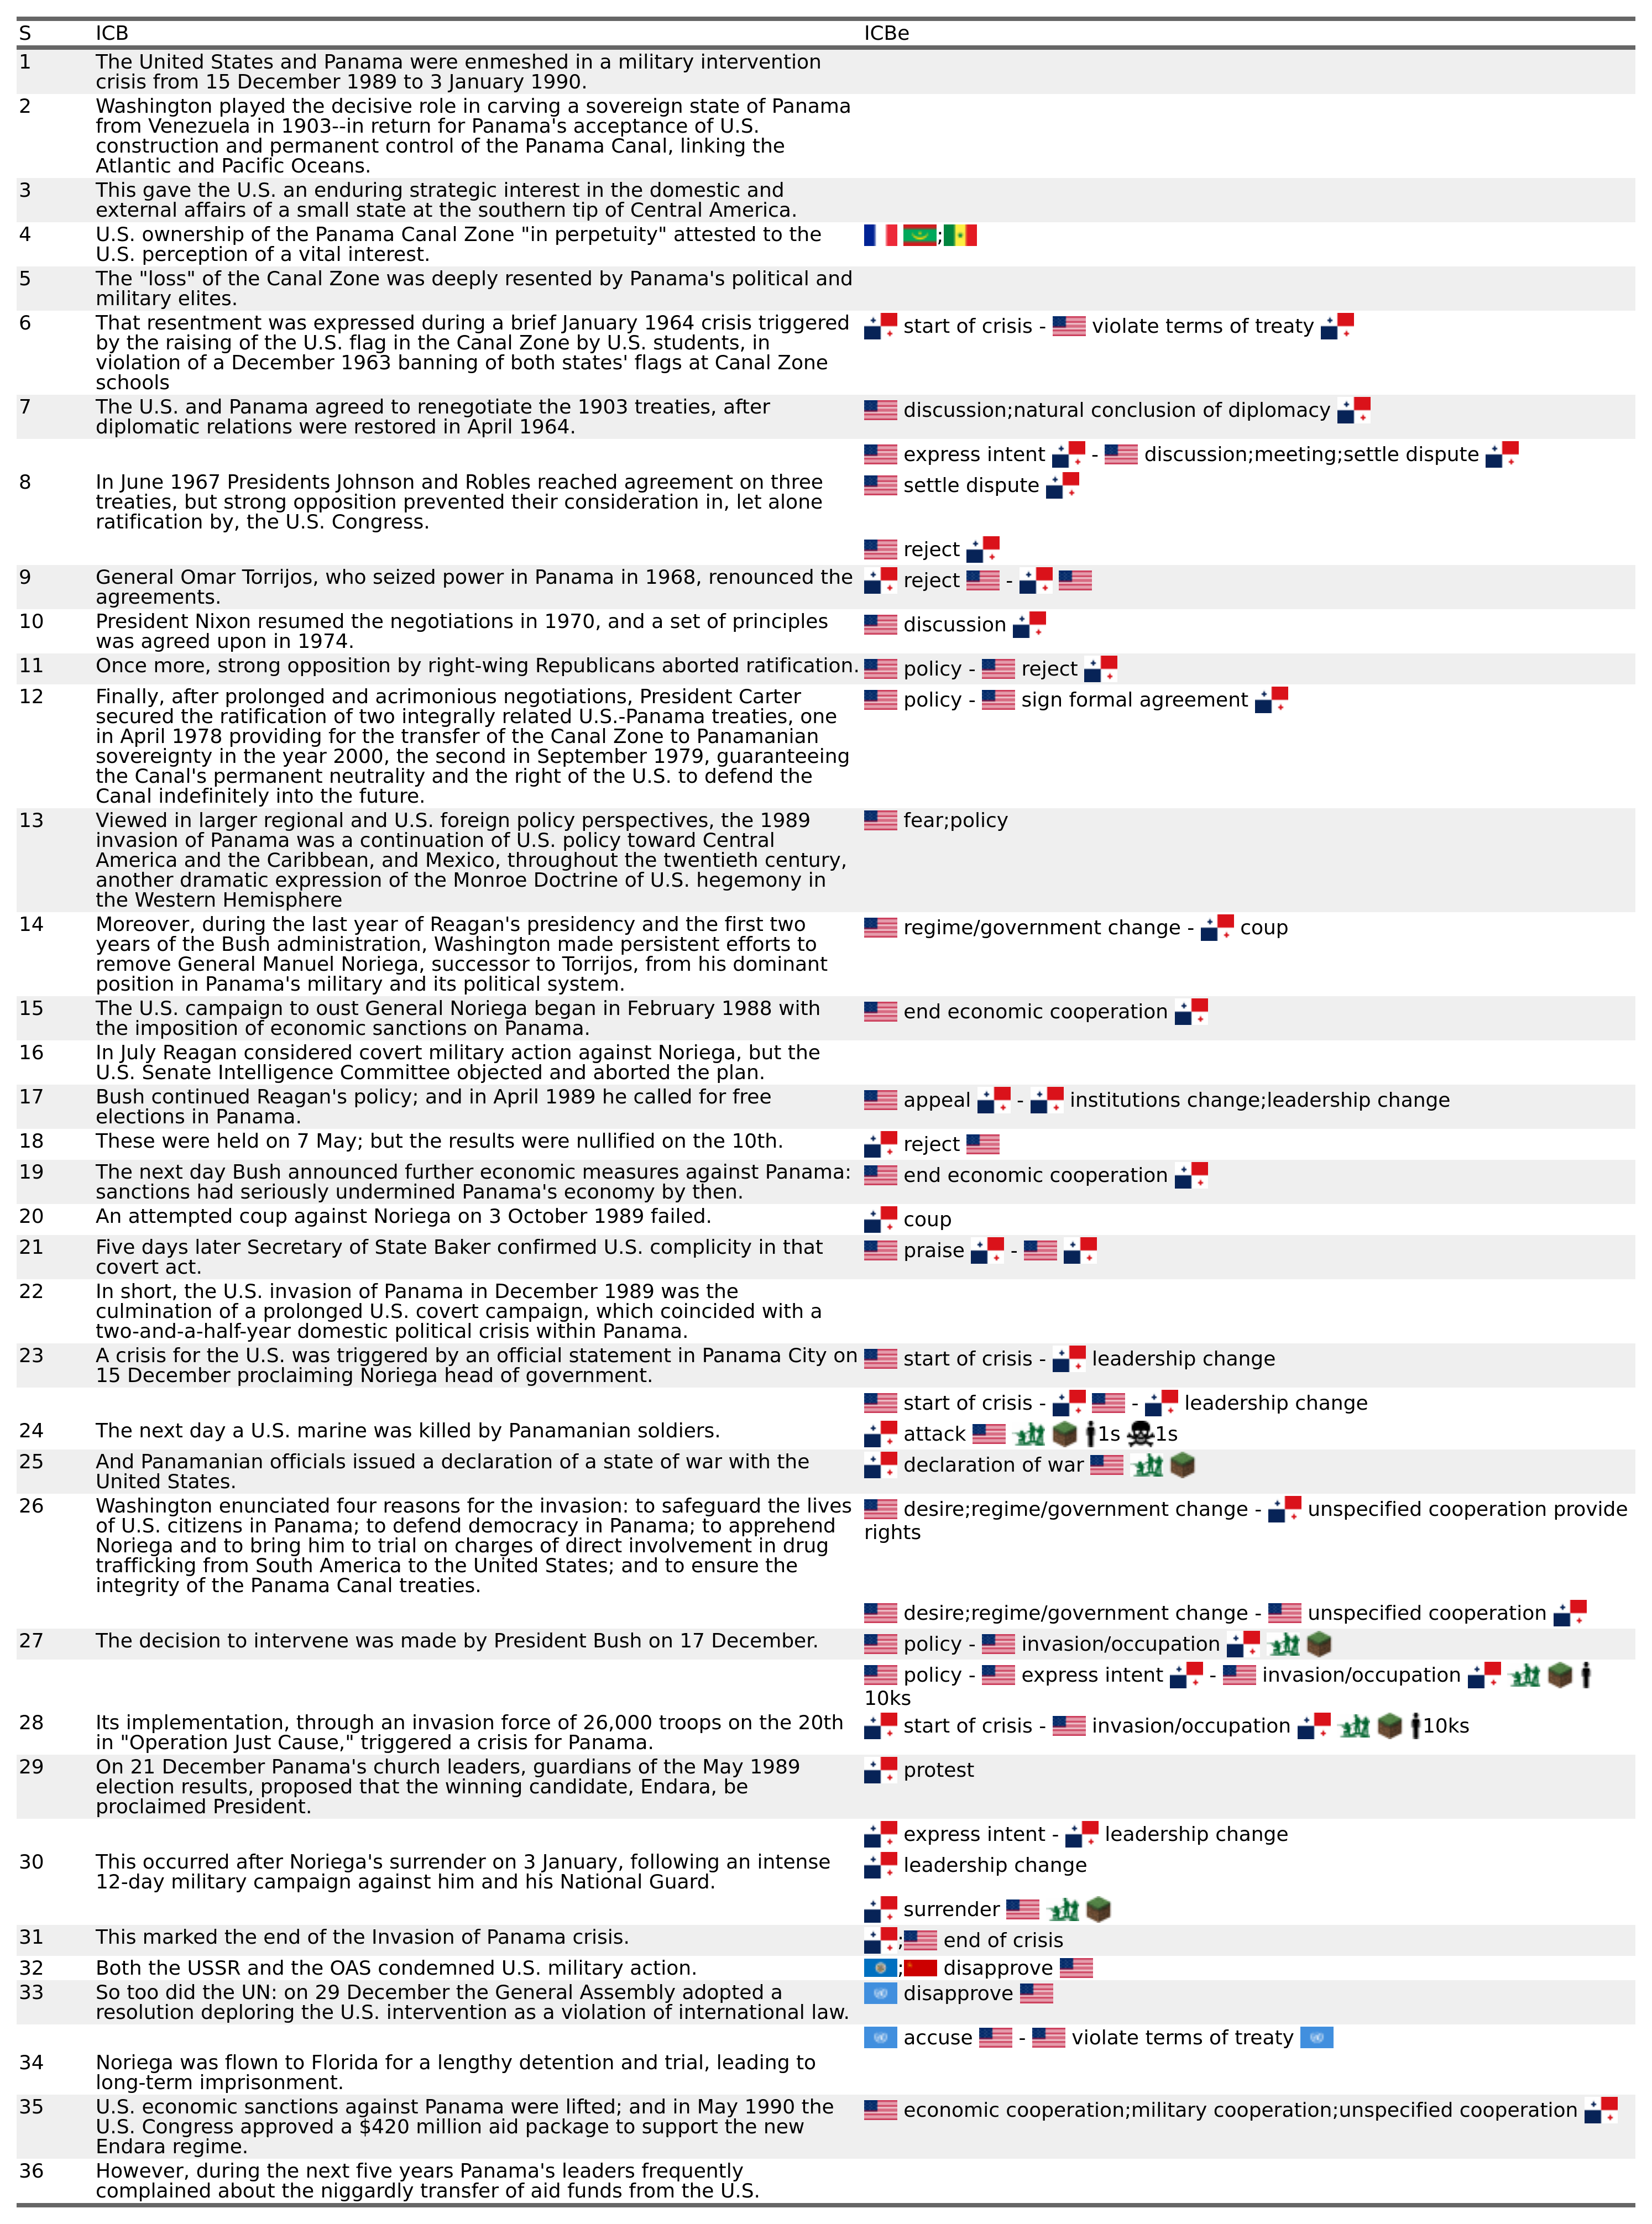 S ICB ICBe
1 The United States and Panama were enmeshed in a military intervention
crisis from 15 December 1989 to 3 January 1990.
2 Washington played the decisive role in carving a sovereign state of Panama
from Venezuela in 1903--in return for Panama's acceptance of U.S.
construction and permanent control of the Panama Canal, linking the
Atlantic and Pacific Oceans.
3 This gave the U.S. an enduring strategic interest in the domestic and
external affairs of a small state at the southern tip of Central America.
4 U.S. ownership of the Panama Canal Zone "in perpetuity" attested to the ;
U.S. perception of a vital interest.
5 The "loss" of the Canal Zone was deeply resented by Panama's political and
military elites.
6 That resentment was expressed during a brief January 1964 crisis triggered start of crisis - violate terms of treaty
by the raising of the U.S. flag in the Canal Zone by U.S. students, in
violation of a December 1963 banning of both states' flags at Canal Zone
schools
7 The U.S. and Panama agreed to renegotiate the 1903 treaties, after discussion;natural conclusion of diplomacy
diplomatic relations were restored in April 1964.
express intent - discussion;meeting;settle dispute
8 In June 1967 Presidents Johnson and Robles reached agreement on three settle dispute
treaties, but strong opposition prevented their consideration in, let alone
ratification by, the U.S. Congress.
reject
9 General Omar Torrijos, who seized power in Panama in 1968, renounced the reject -
agreements.
10 President Nixon resumed the negotiations in 1970, and a set of principles discussion
was agreed upon in 1974.
11 Once more, strong opposition by right-wing Republicans aborted ratification. policy - reject
12 Finally, after prolonged and acrimonious negotiations, President Carter policy - sign formal agreement
secured the ratification of two integrally related U.S.-Panama treaties, one
in April 1978 providing for the transfer of the Canal Zone to Panamanian
sovereignty in the year 2000, the second in September 1979, guaranteeing
the Canal's permanent neutrality and the right of the U.S. to defend the
Canal indefinitely into the future.
13 Viewed in larger regional and U.S. foreign policy perspectives, the 1989 fear;policy
invasion of Panama was a continuation of U.S. policy toward Central
America and the Caribbean, and Mexico, throughout the twentieth century,
another dramatic expression of the Monroe Doctrine of U.S. hegemony in
the Western Hemisphere
14 Moreover, during the last year of Reagan's presidency and the first two regime/government change - coup
years of the Bush administration, Washington made persistent efforts to
remove General Manuel Noriega, successor to Torrijos, from his dominant
position in Panama's military and its political system.
15 The U.S. campaign to oust General Noriega began in February 1988 with end economic cooperation
the imposition of economic sanctions on Panama.
16 In July Reagan considered covert military action against Noriega, but the
U.S. Senate Intelligence Committee objected and aborted the plan.
17 Bush continued Reagan's policy; and in April 1989 he called for free appeal - institutions change;leadership change
elections in Panama.
18 These were held on 7 May; but the results were nullified on the 10th. reject
19 The next day Bush announced further economic measures against Panama: end economic cooperation
sanctions had seriously undermined Panama's economy by then.
20 An attempted coup against Noriega on 3 October 1989 failed. coup
21 Five days later Secretary of State Baker confirmed U.S. complicity in that praise -
covert act.
22 In short, the U.S. invasion of Panama in December 1989 was the
culmination of a prolonged U.S. covert campaign, which coincided with a
two-and-a-half-year domestic political crisis within Panama.
23 A crisis for the U.S. was triggered by an official statement in Panama City on start of crisis - leadership change
15 December proclaiming Noriega head of government.
start of crisis - - leadership change
24 The next day a U.S. marine was killed by Panamanian soldiers. attack 1s 1s
25 And Panamanian officials issued a declaration of a state of war with the declaration of war
United States.
26 Washington enunciated four reasons for the invasion: to safeguard the lives desire;regime/government change - unspecified cooperation provide
of U.S. citizens in Panama; to defend democracy in Panama; to apprehend rights
Noriega and to bring him to trial on charges of direct involvement in drug
trafficking from South America to the United States; and to ensure the
integrity of the Panama Canal treaties.
desire;regime/government change - unspecified cooperation
27 The decision to intervene was made by President Bush on 17 December. policy - invasion/occupation
policy - express intent - invasion/occupation
10ks
28 Its implementation, through an invasion force of 26,000 troops on the 20th start of crisis - invasion/occupation 10ks
in "Operation Just Cause," triggered a crisis for Panama.
29 On 21 December Panama's church leaders, guardians of the May 1989 protest
election results, proposed that the winning candidate, Endara, be
proclaimed President.
express intent - leadership change
30 This occurred after Noriega's surrender on 3 January, following an intense leadership change
12-day military campaign against him and his National Guard.
surrender
31 This marked the end of the Invasion of Panama crisis. ; end of crisis
32 Both the USSR and the OAS condemned U.S. military action. ; disapprove
33 So too did the UN: on 29 December the General Assembly adopted a disapprove
resolution deploring the U.S. intervention as a violation of international law.
accuse - violate terms of treaty
34 Noriega was flown to Florida for a lengthy detention and trial, leading to
long-term imprisonment.
35 U.S. economic sanctions against Panama were lifted; and in May 1990 the economic cooperation;military cooperation;unspecified cooperation
U.S. Congress approved a $420 million aid package to support the new
Endara regime.
36 However, during the next five years Panama's leaders frequently
complained about the niggardly transfer of aid funds from the U.S.